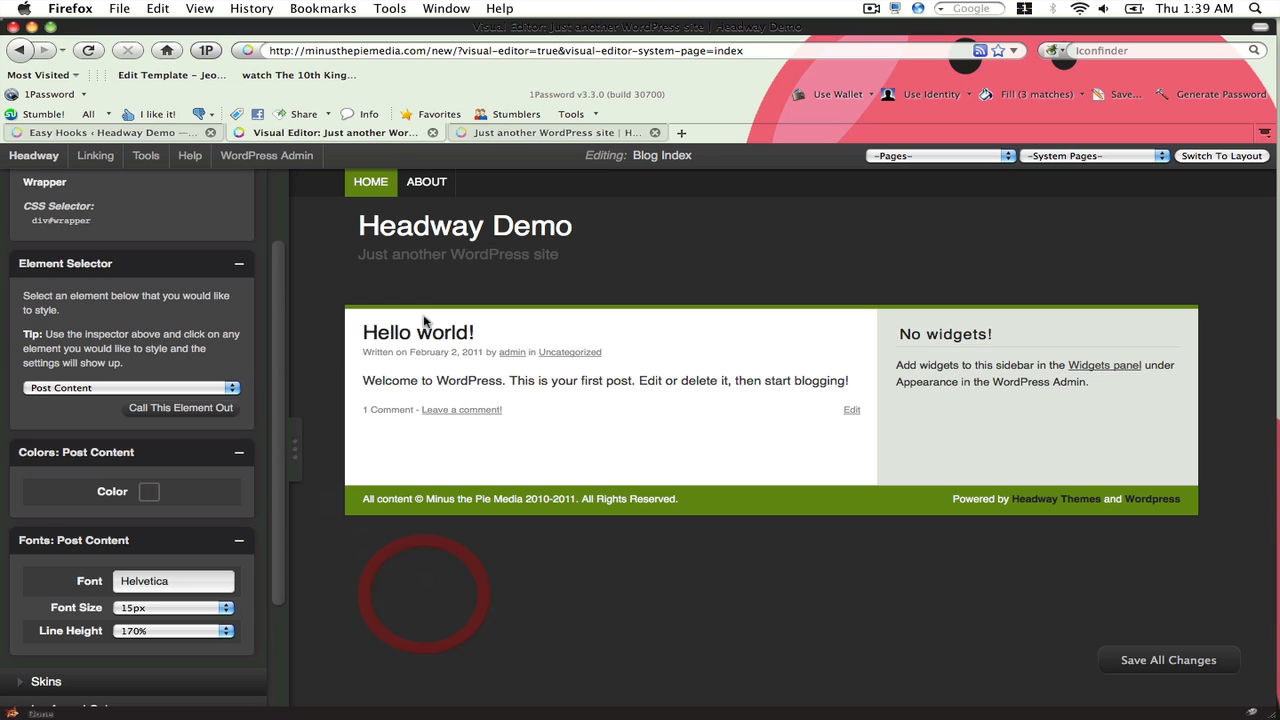 Firefox File Edit View History Bookmarks Tools Window Help Google Thu 1:39 AM
Visual Editor: Just another WordPress site | Headway Demo
1P http://minusthepiemedia.com/new/?visual-editor=true&visual-editor-system-page=index Iconfinder
Most Visited Edit Template – Jeo... watch The 10th King...
1Password 1Password v3.3.0 (build 30700) Use Wallet Use Identity Fill (3 matches) Save... Generate Password
Stumble! All I like it! Share Info Favorites Stumblers Tools
Easy Hooks ‹ Headway Demo —... Visual Editor: Just another Wor... Just another WordPress site | H...
Headway Linking Tools Help WordPress Admin Editing: Blog Index -Pages- -System Pages- Switch To Layout
Wrapper
CSS Selector:
div#wrapper
HOME ABOUT
Headway Demo
Just another WordPress site
Element Selector
Select an element below that you would like
to style.
Tip: Use the inspector above and click on any
element you would like to style and the
settings will show up.
Post Content
Call This Element Out
Colors: Post Content
Color
Fonts: Post Content
Font Helvetica
Font Size 15px
Line Height 170%
Skins
Hello world!
Written on February 2, 2011 by admin in Uncategorized
Welcome to WordPress. This is your first post. Edit or delete it, then start blogging!
1 Comment - Leave a comment! Edit
No widgets!
Add widgets to this sidebar in the Widgets panel under
Appearance in the WordPress Admin.
All content © Minus the Pie Media 2010-2011. All Rights Reserved. Powered by Headway Themes and Wordpress
Save All Changes
Done